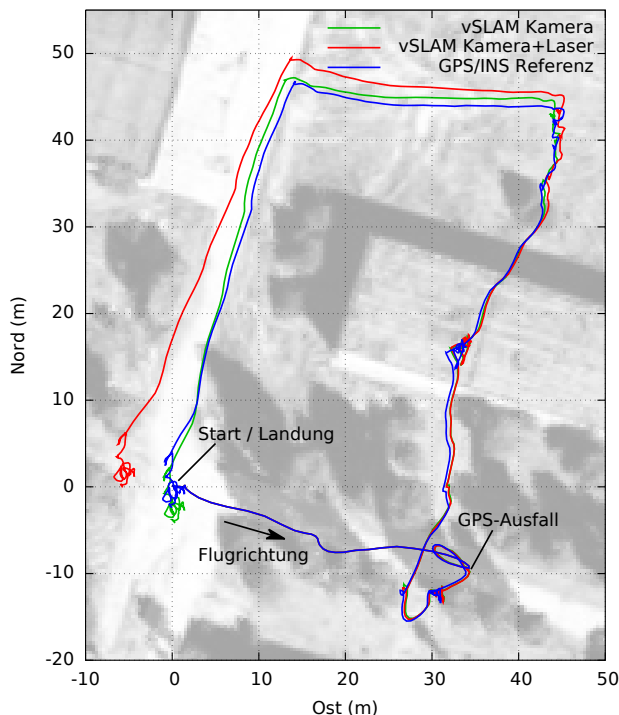 vSLAM Kamera
vSLAM Kamera+Laser
GPS/INS Referenz
50
40
30
20
10
0
-10
-20
Nord (m)
Start / Landung
GPS-Ausfall
Flugrichtung
-10
0
10
20
30
40
50
Ost (m)